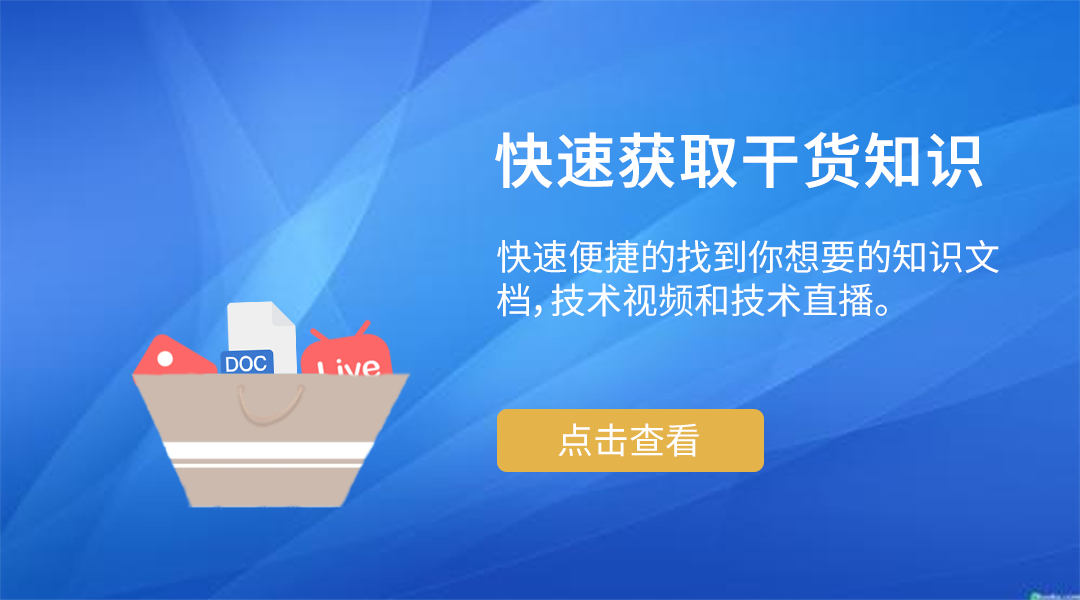 快速获取干货知识
快速便捷的找到你想要的知识文
档，技术视频和技术直播。
DOC
Live
点击查看